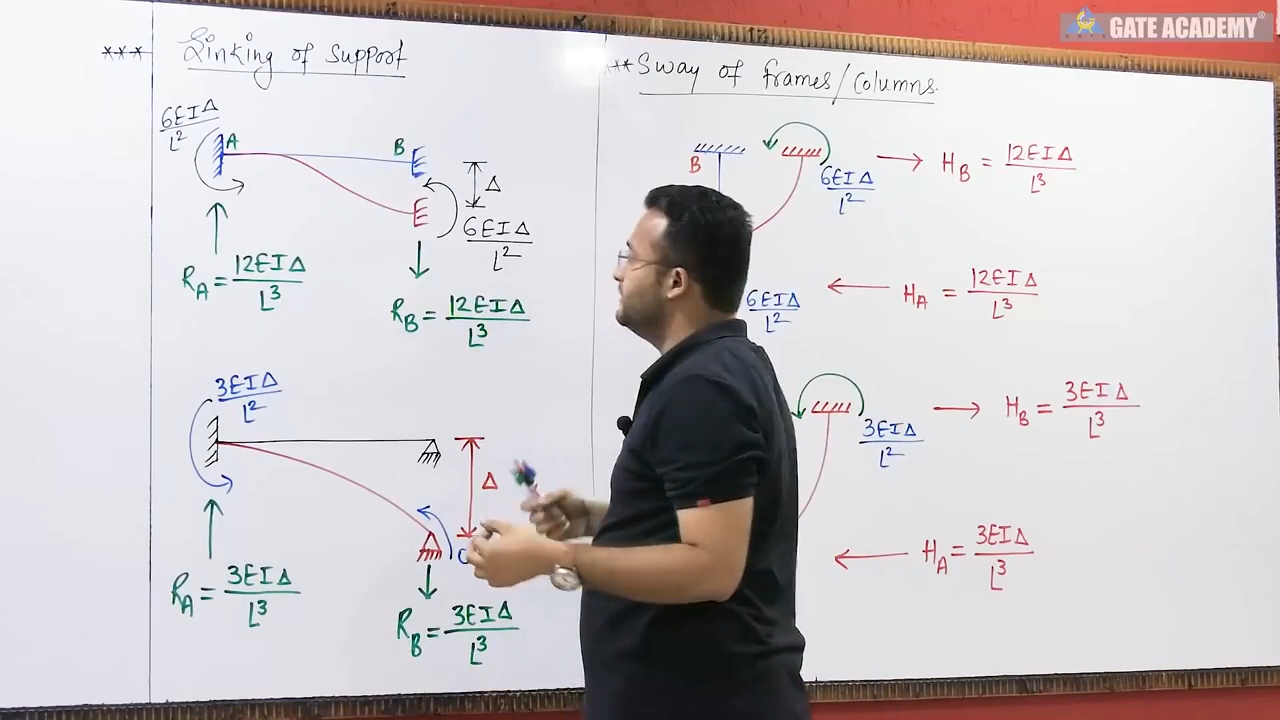 GATE ACADEMY®
*** Sinking of support
6EIΔ/L²
A
B
Δ
6EIΔ/L²
R_A = 12EIΔ/L³
R_B = 12EIΔ/L³
3EIΔ/L²
Δ
R_A = 3EIΔ/L³
R_B = 3EIΔ/L³
*** Sway of frames/Columns.
B
6EIΔ/L²
→ H_B = 12EIΔ/L³
6EIΔ/L²
← H_A = 12EIΔ/L³
3EIΔ/L²
→ H_B = 3EIΔ/L³
← H_A = 3EIΔ/L³